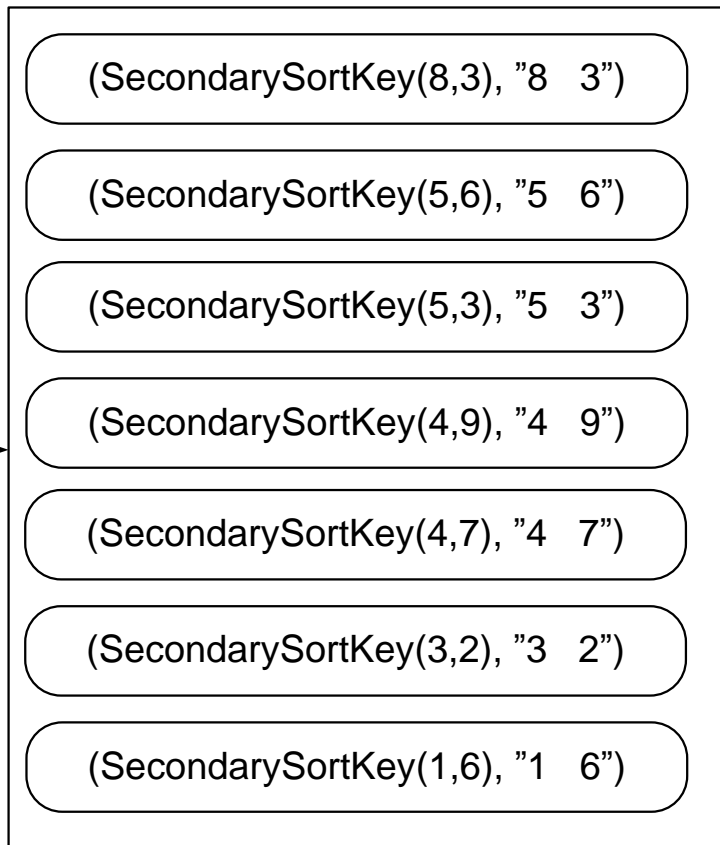 (SecondarySortKey(8,3), ”8   3”)
(SecondarySortKey(5,6), ”5   6”)
(SecondarySortKey(5,3), ”5   3”)
(SecondarySortKey(4,9), ”4   9”)
(SecondarySortKey(4,7), ”4   7”)
(SecondarySortKey(3,2), ”3   2”)
(SecondarySortKey(1,6), ”1   6”)